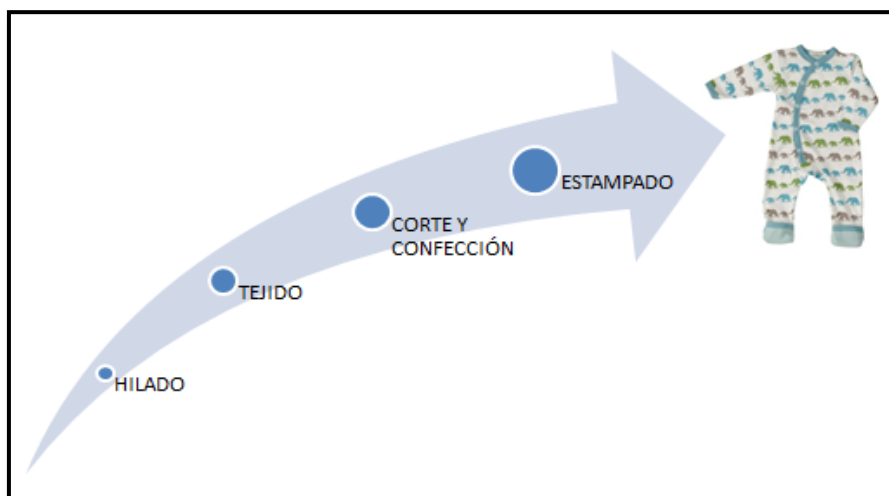 ESTAMPADO
CORTE Y
CONFECCIÓN
TEJIDO
HILADO